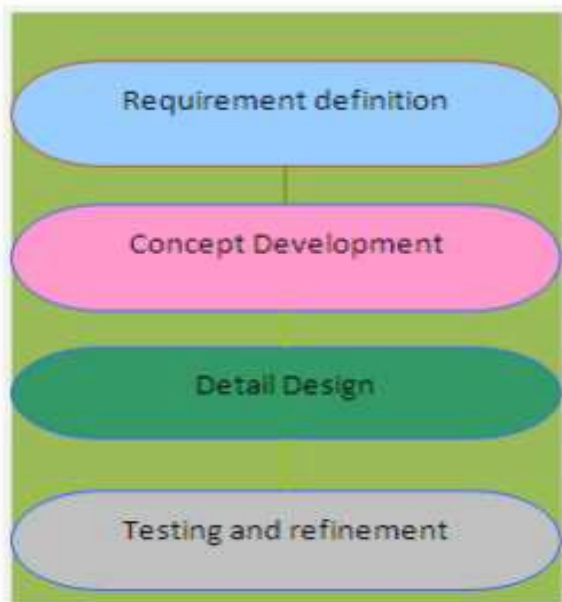 Requirement definition
Concept Development
Detail Design
Testing and refinement